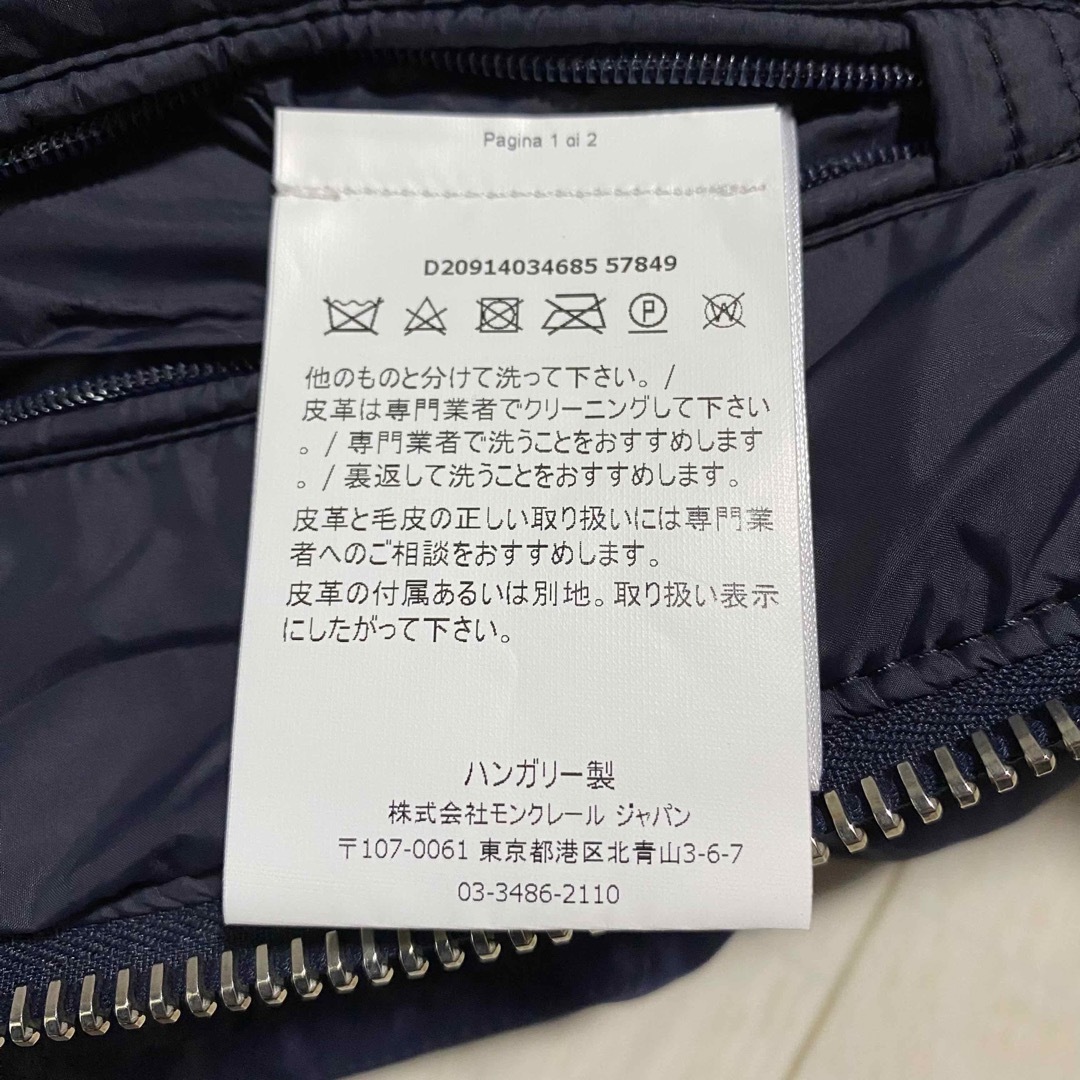 Pagina 1 di 2
D20914034685 57849
P
W
他のものと分けて洗って下さい。/
皮革は専門業者でクリーニングして下さい
。/ 専門業者で洗うことをおすすめします
。/ 裏返して洗うことをおすすめします。
皮革と毛皮の正しい取り扱いには専門業
者へのご相談をおすすめします。
皮革の付属あるいは別地。取り扱い表示
にしたがって下さい。
ハンガリー製
株式会社モンクレール ジャパン
〒107-0061 東京都港区北青山3-6-7
03-3486-2110